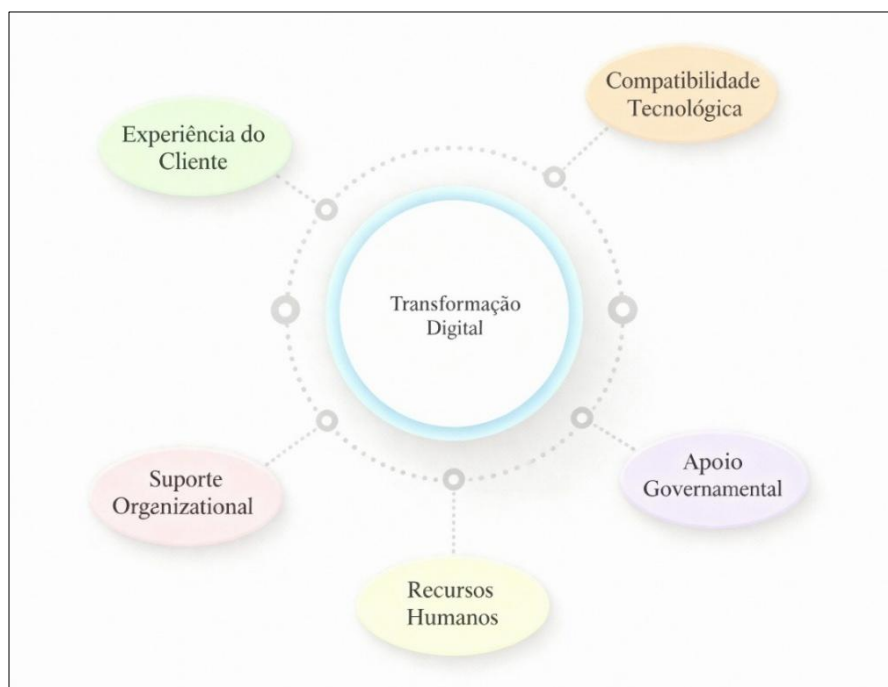 Compatibilidade
Tecnológica
Experiência do
Cliente
Transformação
Digital
Suporte
Organizational
Apoio
Governamental
Recursos
Humanos